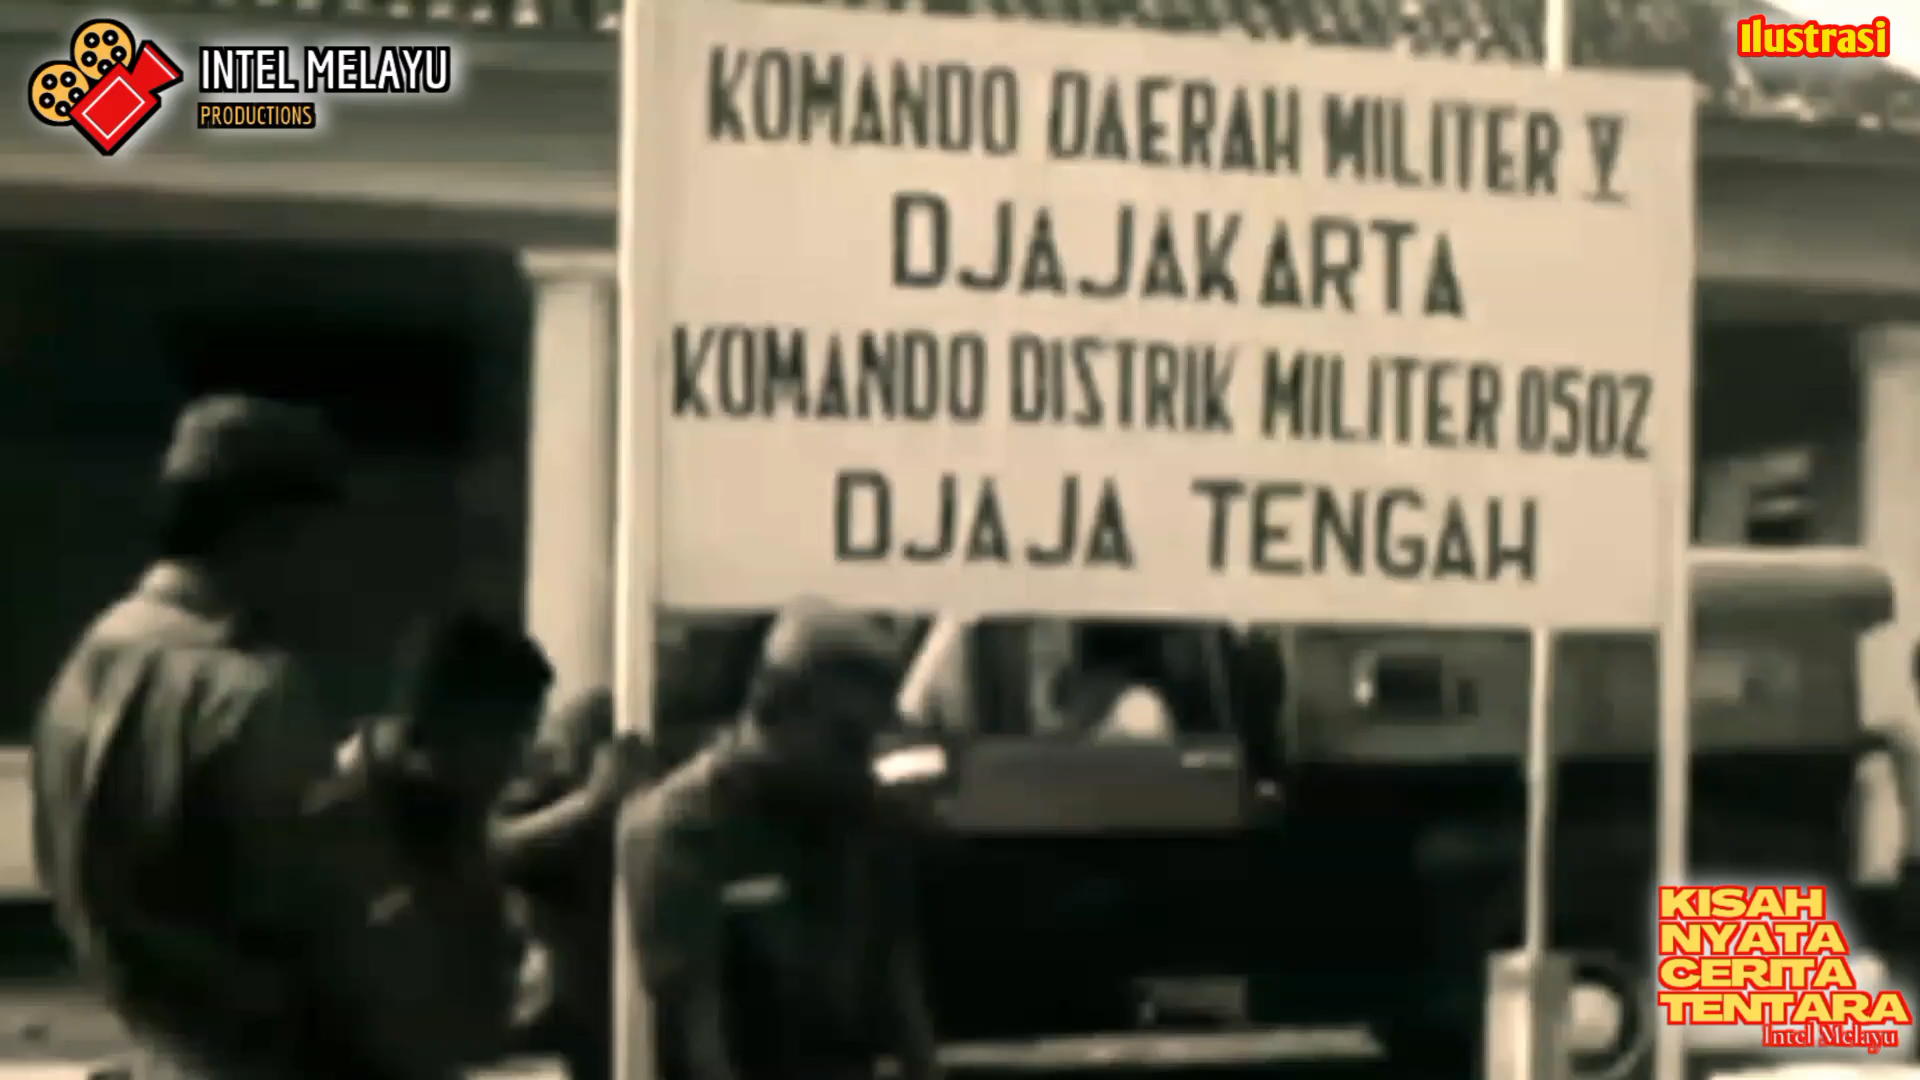 INTEL MELAYU
PRODUCTIONS
Ilustrasi
KOMANDO DAERAH MILITER V
DJAJAKARTA
KOMANDO DISTRIK MILITER 0502
DJAJA TENGAH
KISAH
NYATA
CERITA
TENTARA
Intel Melayu